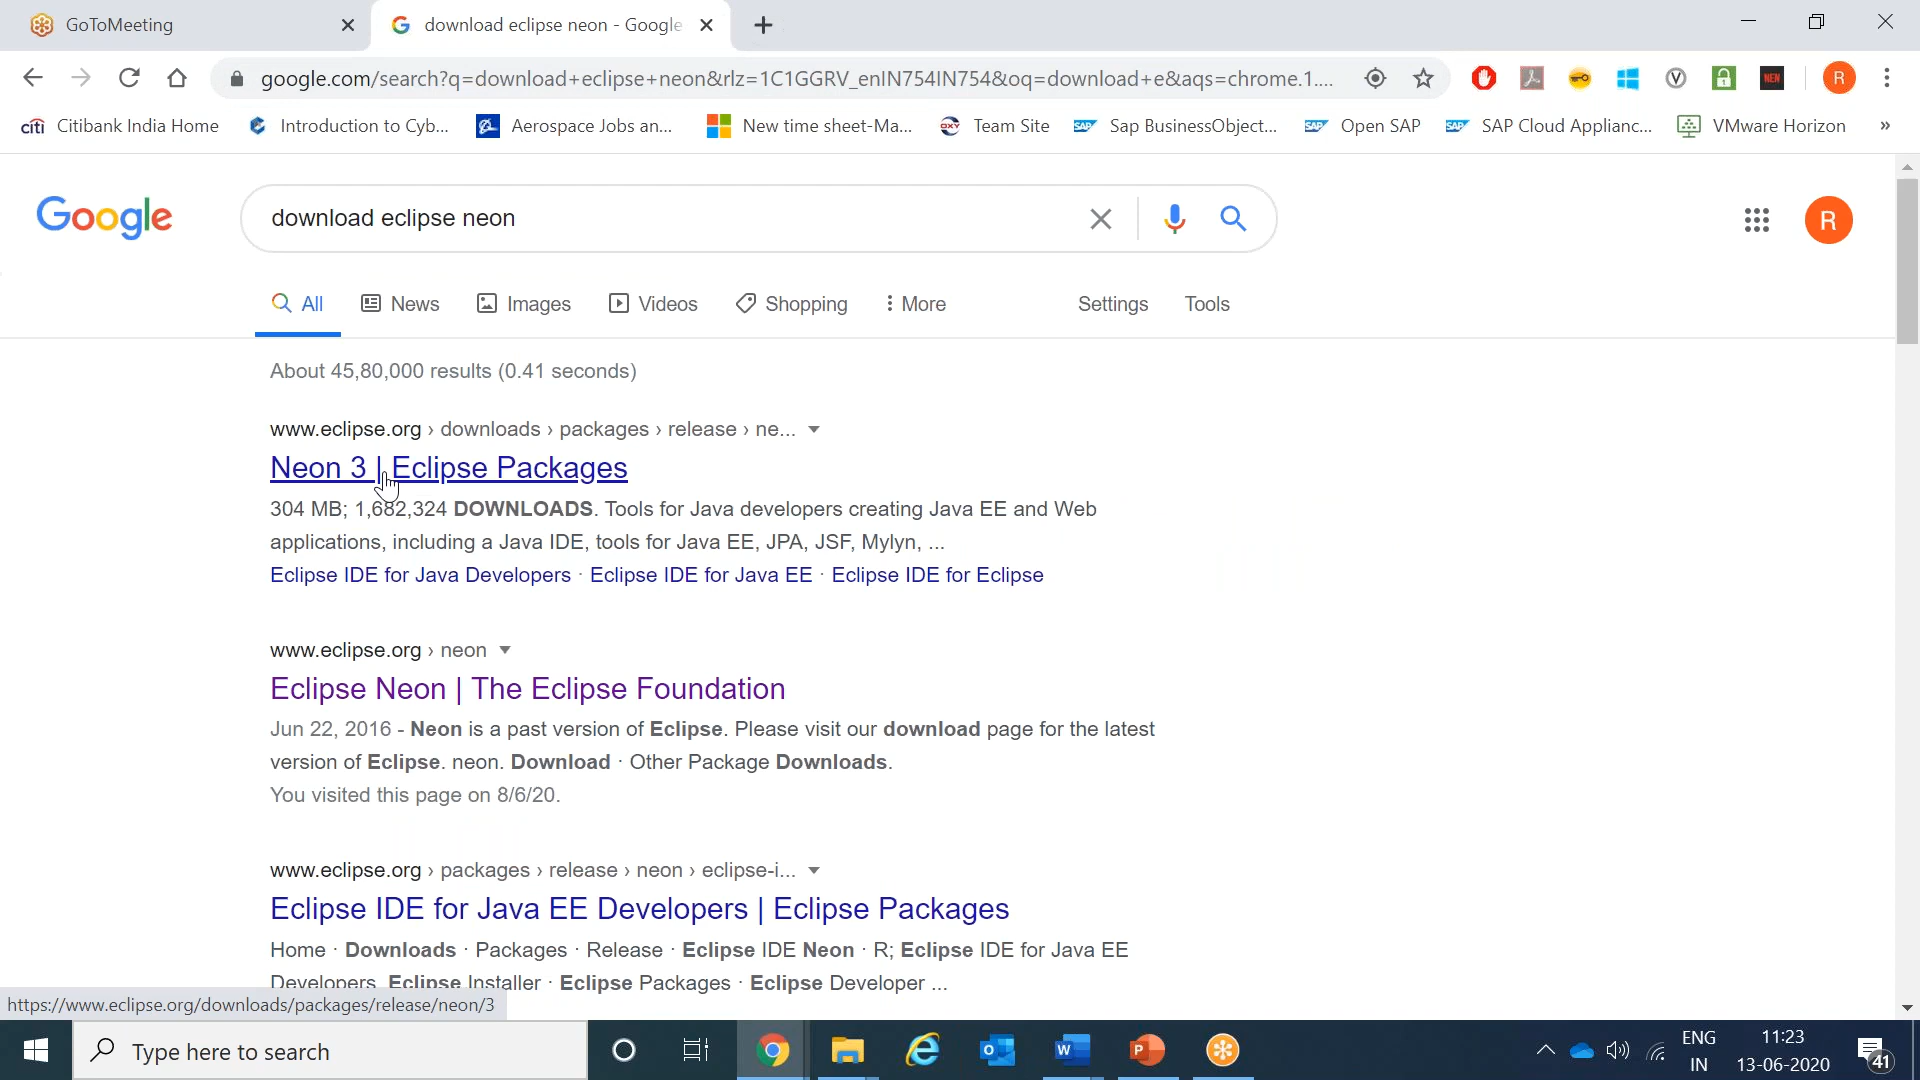 GoToMeeting
download eclipse neon - Google
google.com/search?q=download+eclipse+neon&rlz=1C1GGRV_enIN754IN754&oq=download+e&aqs=chrome.1....
NEW
R
citi Citibank India Home
Introduction to Cyb...
Aerospace Jobs an...
New time sheet-Ma...
OXY Team Site
SAP Sap BusinessObject...
SAP Open SAP
SAP SAP Cloud Applianc...
VMware Horizon
»
Google
download eclipse neon
R
All
News
Images
Videos
Shopping
More
Settings
Tools
About 45,80,000 results (0.41 seconds)
www.eclipse.org › downloads › packages › release › ne...
Neon 3 | Eclipse Packages
304 MB; 1,682,324 DOWNLOADS. Tools for Java developers creating Java EE and Web
applications, including a Java IDE, tools for Java EE, JPA, JSF, Mylyn, ...
Eclipse IDE for Java Developers · Eclipse IDE for Java EE · Eclipse IDE for Eclipse
www.eclipse.org › neon
Eclipse Neon | The Eclipse Foundation
Jun 22, 2016 - Neon is a past version of Eclipse. Please visit our download page for the latest
version of Eclipse. neon. Download · Other Package Downloads.
You visited this page on 8/6/20.
www.eclipse.org › packages › release › neon › eclipse-i...
Eclipse IDE for Java EE Developers | Eclipse Packages
Home · Downloads · Packages · Release · Eclipse IDE Neon · R; Eclipse IDE for Java EE
Developers. Eclipse Installer · Eclipse Packages · Eclipse Developer ...
https://www.eclipse.org/downloads/packages/release/neon/3
Type here to search
ENG
IN
11:23
13-06-2020
41